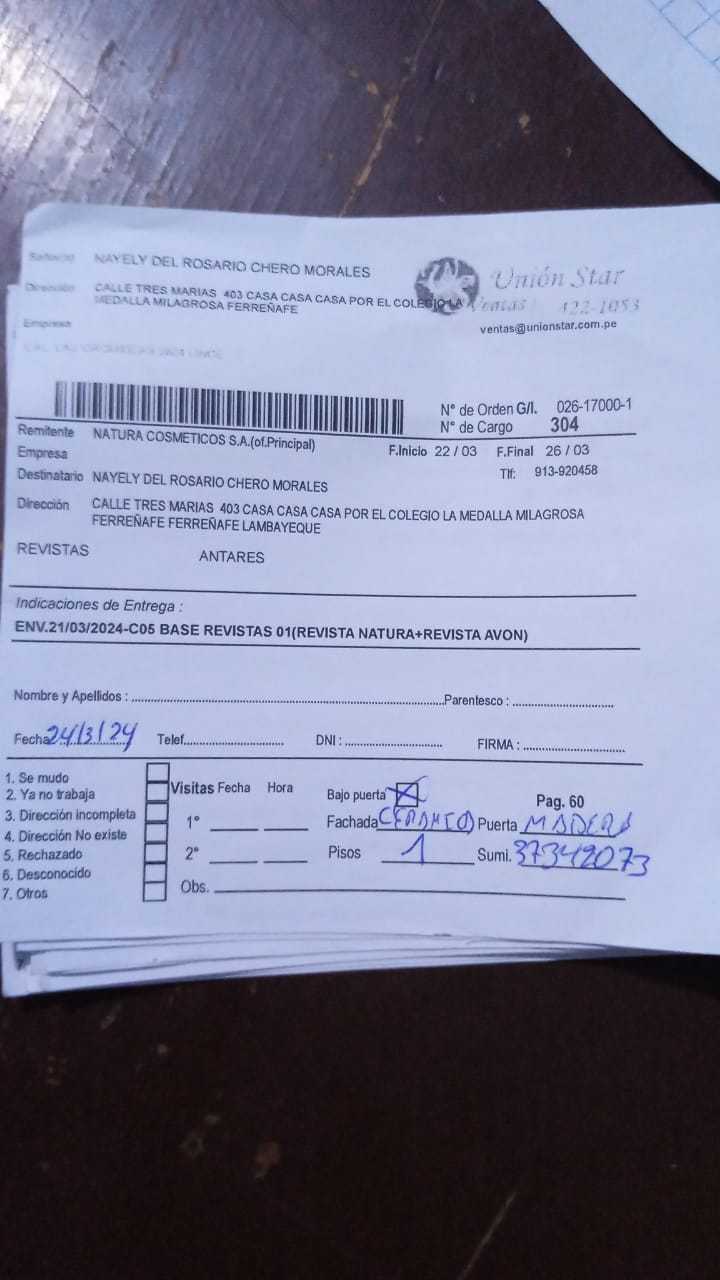 Señor(a) NAYELY DEL ROSARIO CHERO MORALES
Dirección CALLE TRES MARIAS 403 CASA CASA CASA POR EL COLEGIO LA
MEDALLA MILAGROSA FERREÑAFE
Empresa
Unión Star
Ventas: 422-1053
ventas@unionstar.com.pe
N° de Orden G/I. 026-17000-1
N° de Cargo 304
Remitente NATURA COSMETICOS S.A.(of.Principal)
Empresa F.Inicio 22 / 03 F.Final 26 / 03
Tlf: 913-920458
Destinatario NAYELY DEL ROSARIO CHERO MORALES
Dirección CALLE TRES MARIAS 403 CASA CASA CASA POR EL COLEGIO LA MEDALLA MILAGROSA
FERREÑAFE FERREÑAFE LAMBAYEQUE
REVISTAS ANTARES
Indicaciones de Entrega :
ENV.21/03/2024-C05 BASE REVISTAS 01(REVISTA NATURA+REVISTA AVON)
Nombre y Apellidos : Parentesco :
Fecha 24/3/24 Telef. DNI : FIRMA :
1. Se mudo
2. Ya no trabaja
3. Dirección incompleta
4. Dirección No existe
5. Rechazado
6. Desconocido
7. Otros
Visitas Fecha Hora
1°
2°
Obs.
Bajo puerta X Pag. 60
Fachada Puerta MADERA
Pisos 1 Sumi. 37342073